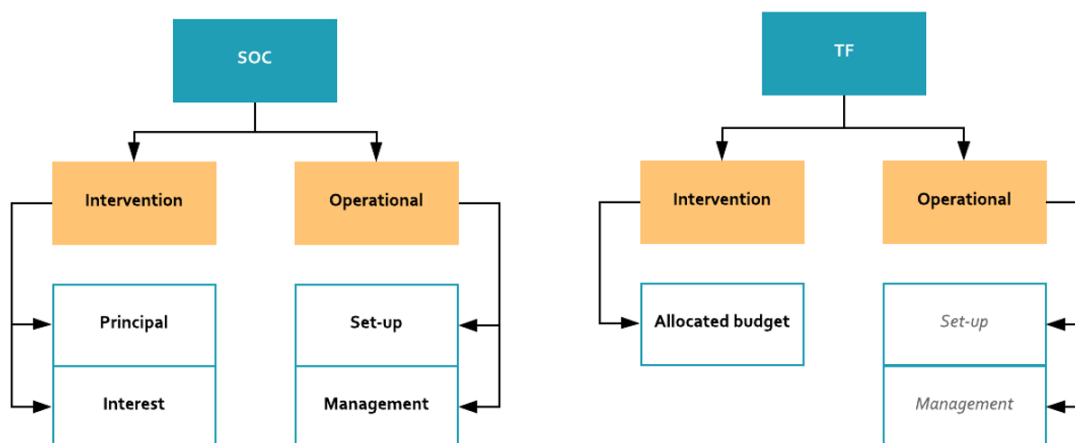 SOC
Intervention
Operational
Principal
Set-up
Interest
Management
TF
Intervention
Operational
Allocated budget
Set-up
Management